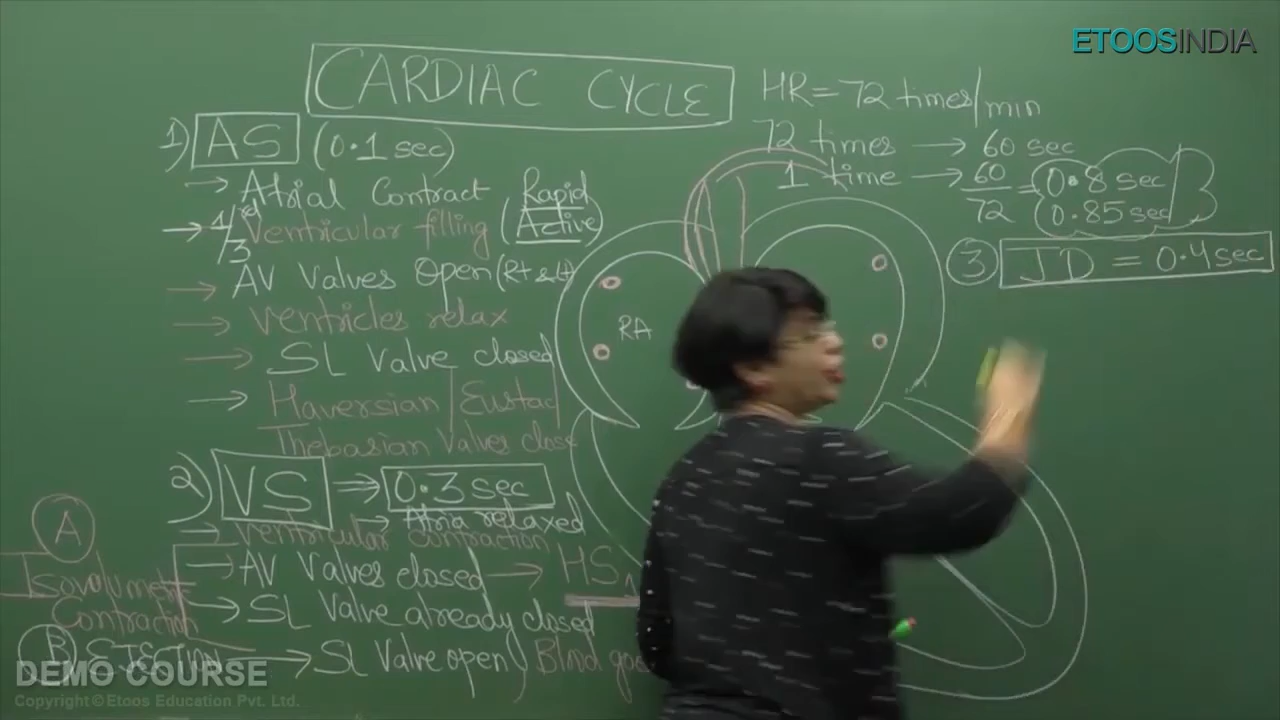 ETOOSINDIA
CARDIAC CYCLE
HR = 72 times/min
72 times → 60 sec
1 time → 60/72 = 0.8 sec
0.85 sec
1) AS (0.1 sec)
→ Atrial Contract Rapid
→ 1/3rd Ventricular filling (Active)
→ AV Valves Open (Rt & Lt)
→ Ventricles relax
→ SL Valve closed
→ Haversian / Eustac
Thebasian Valves close
③ JD = 0.4 sec
RA
2) VS ⇒ 0.3 sec
→ Atria relaxed
→ Ventricular contraction
A
Isovolumetric
Contraction
→ AV Valves closed → HS1
→ SL Valve already closed
B EJECTION → SL Valve open / Blood goe
DEMO COURSE
Copyright © Etoos Education Pvt. Ltd.